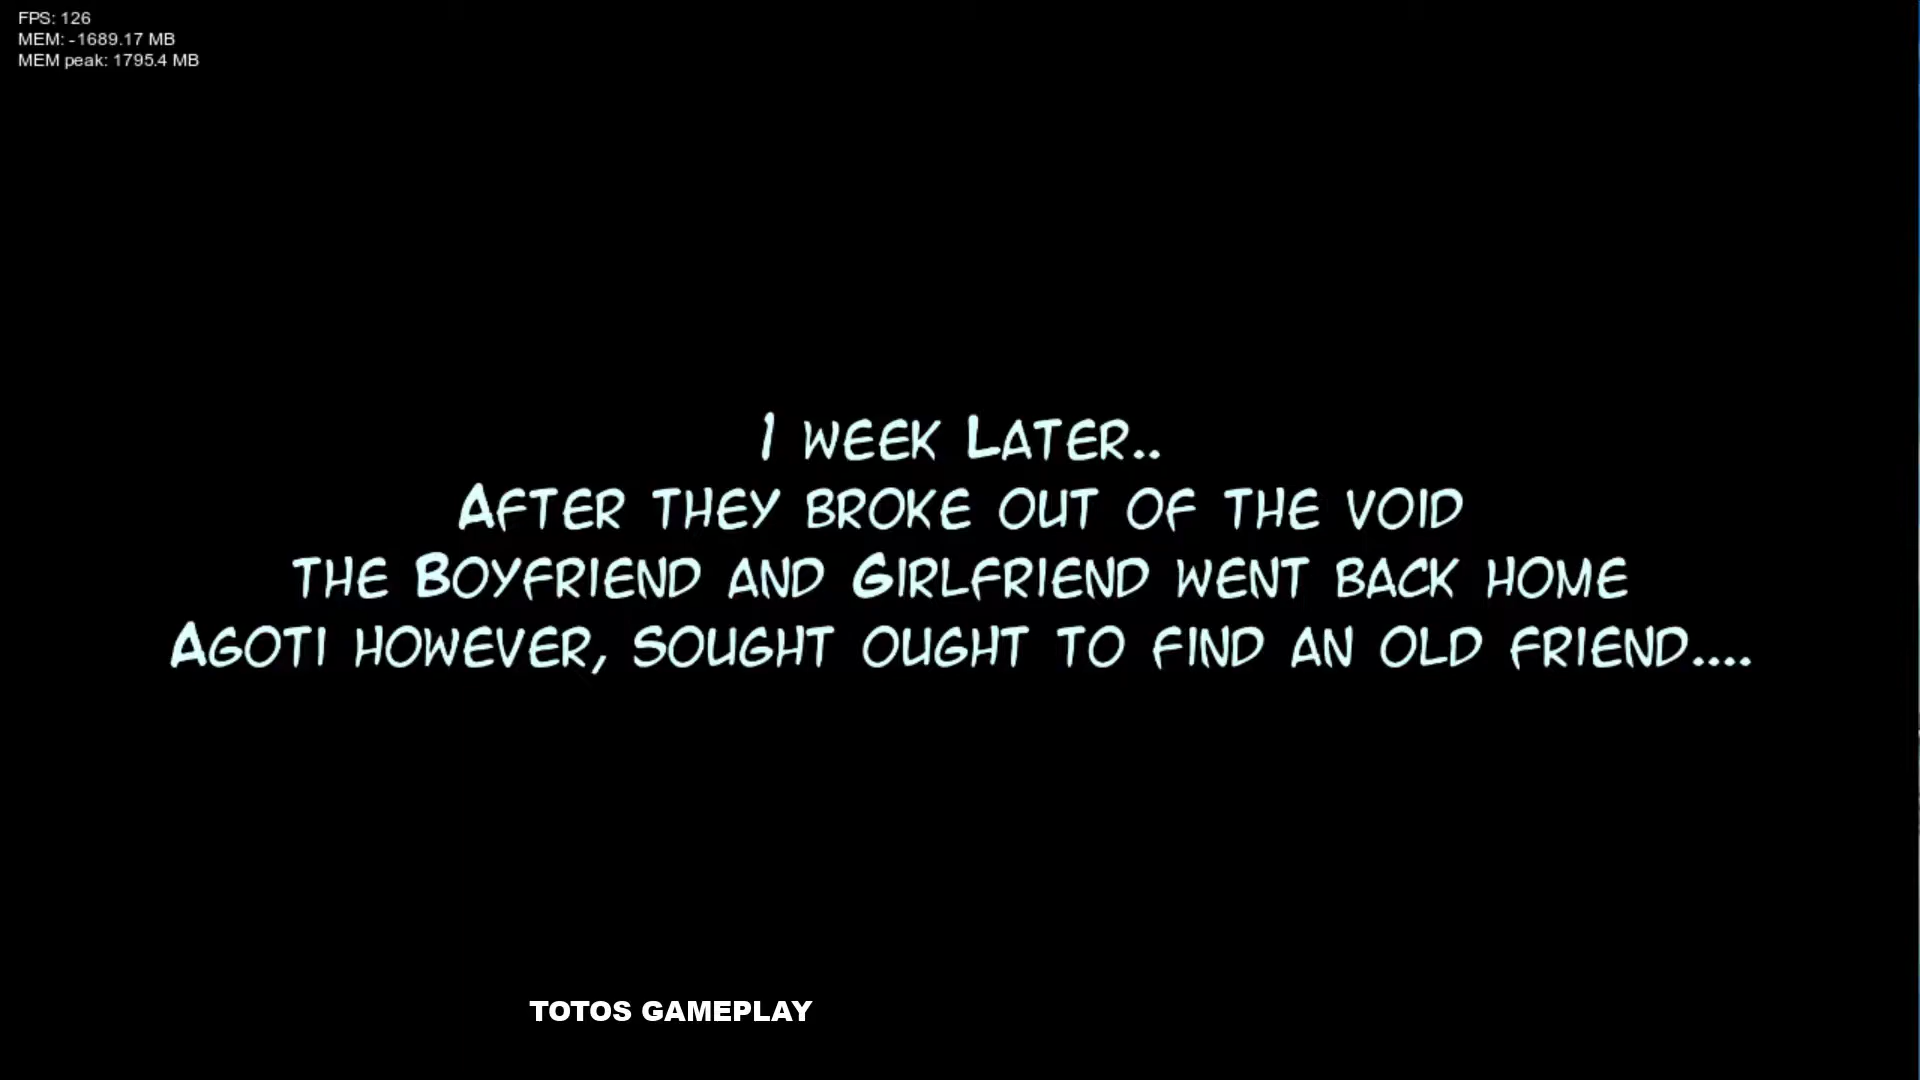 FPS: 126
MEM: -1689.17 MB
MEM peak: 1795.4 MB
1 week Later..
After they broke out of the void
the Boyfriend and Girlfriend went back home
Agoti however, sought ought to find an old friend....
TOTOS GAMEPLAY